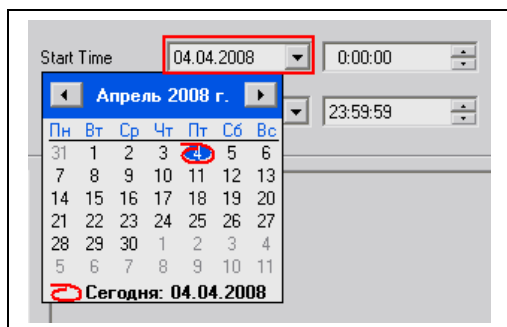 Start Time 04.04.2008 0:00:00
Апрель 2008 г.
23:59:59
Пн Вт Ср Чт Пт Сб Вс
31 1 2 3 4 5 6
7 8 9 10 11 12 13
14 15 16 17 18 19 20
21 22 23 24 25 26 27
28 29 30 1 2 3 4
5 6 7 8 9 10 11
Сегодня: 04.04.2008